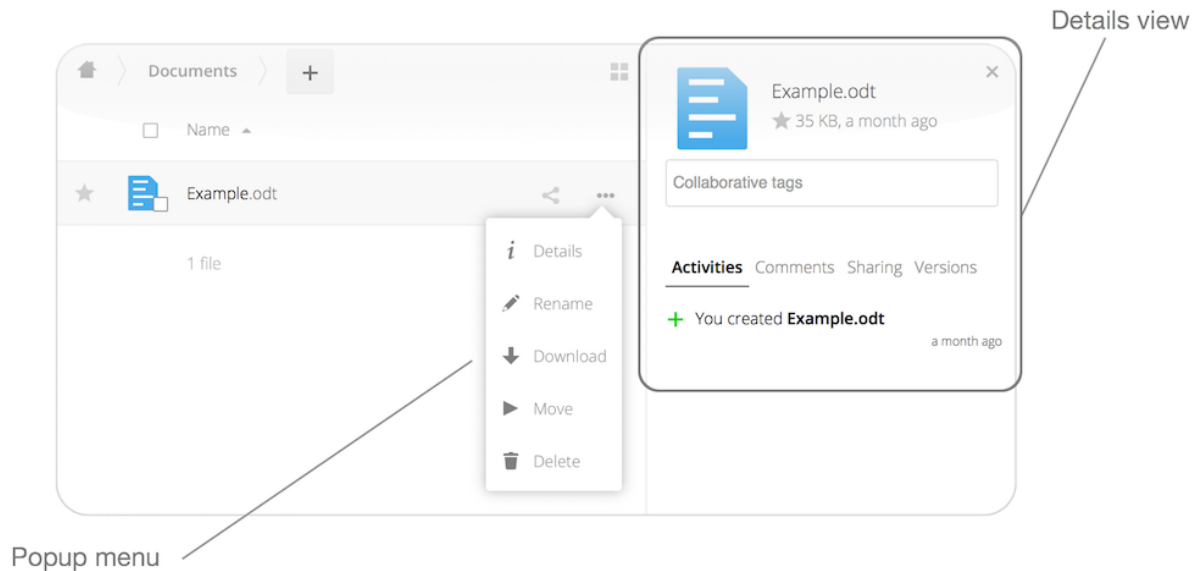 Details view
Documents
+
Example.odt
35 KB, a month ago
Name
Collaborative tags
Example.odt
1 file
Details
Rename
Download
Move
Delete
Activities Comments Sharing Versions
+ You created Example.odt
a month ago
Popup menu